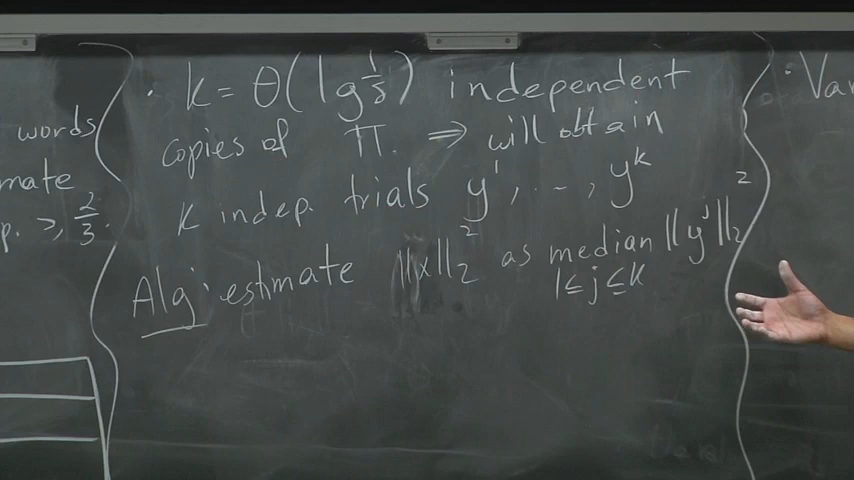 words
mate
p. ≥ 2/3.
· k = Θ(lg 1/δ) independent
copies of Π. ⇒ will obtain
k indep. trials y¹, ..., yᵏ
Alg: estimate ||x||₂² as median ||yʲ||₂²
1≤j≤k
· Var